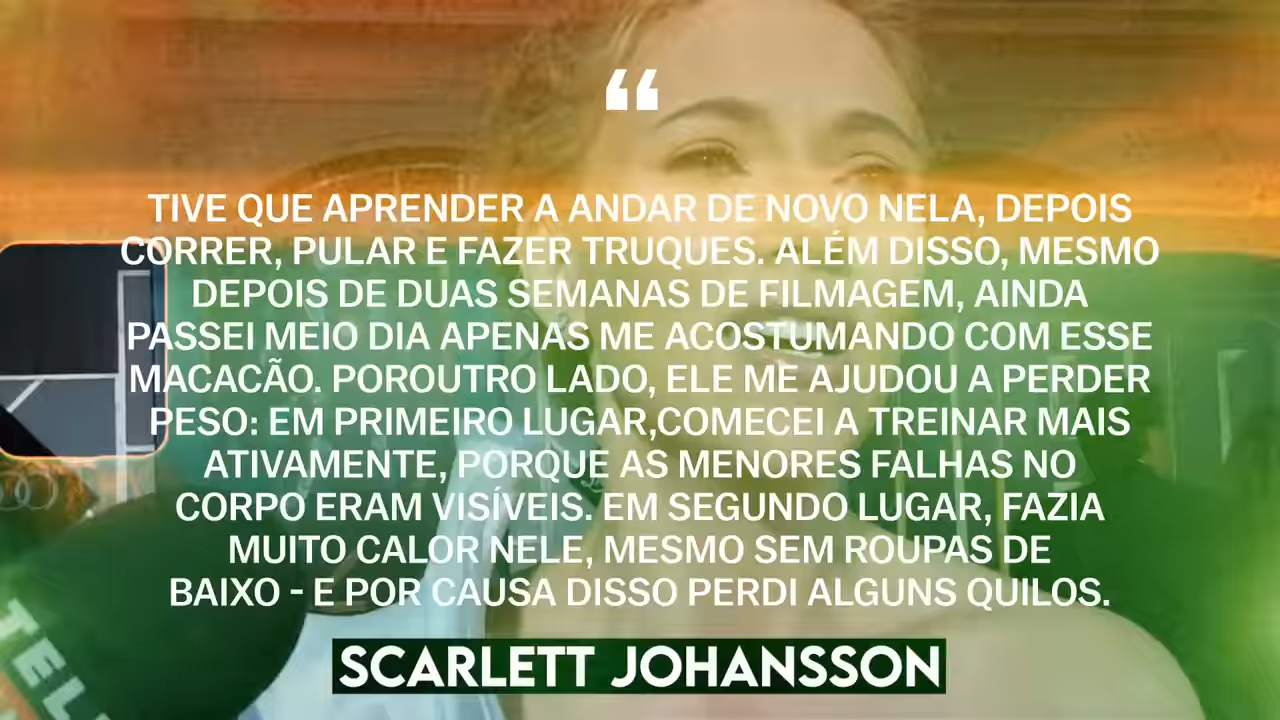 “
TIVE QUE APRENDER A ANDAR DE NOVO NELA, DEPOIS
CORRER, PULAR E FAZER TRUQUES. ALÉM DISSO, MESMO
DEPOIS DE DUAS SEMANAS DE FILMAGEM, AINDA
PASSEI MEIO DIA APENAS ME ACOSTUMANDO COM ESSE
MACACÃO. POROUTRO LADO, ELE ME AJUDOU A PERDER
PESO: EM PRIMEIRO LUGAR,COMECEI A TREINAR MAIS
ATIVAMENTE, PORQUE AS MENORES FALHAS NO
CORPO ERAM VISÍVEIS. EM SEGUNDO LUGAR, FAZIA
MUITO CALOR NELE, MESMO SEM ROUPAS DE
BAIXO - E POR CAUSA DISSO PERDI ALGUNS QUILOS.
SCARLETT JOHANSSON